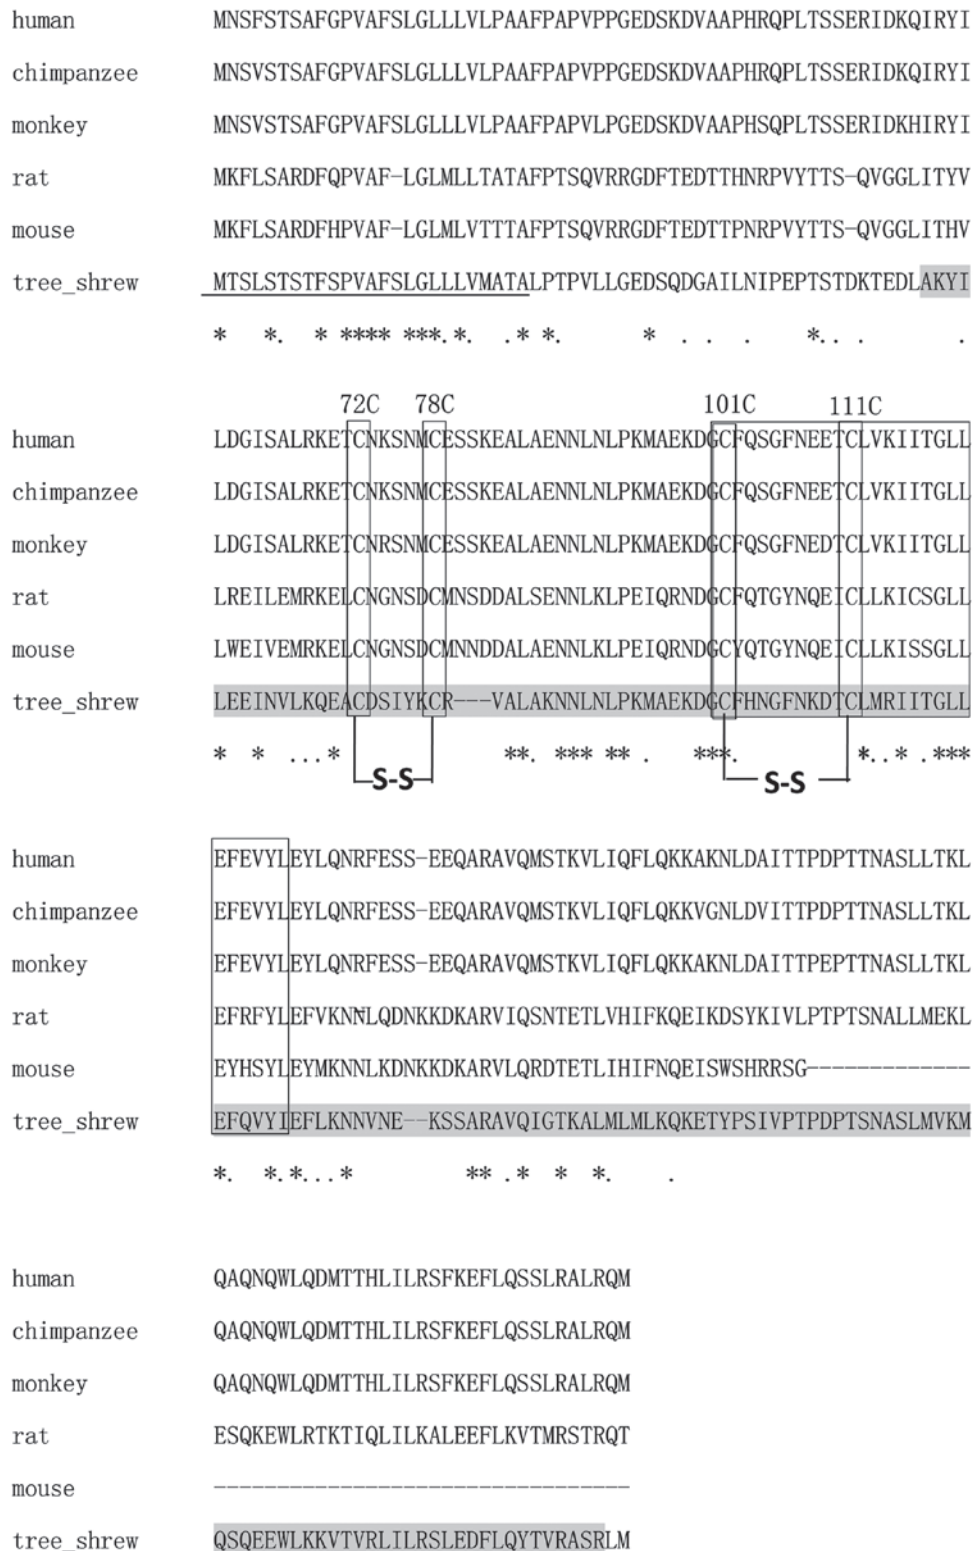 human MNSFSTSAFGPVAFSLGLLLVLPAAFPAPVPPGEDSKDVAAPHRQPLTSSERIDKQIRYI
chimpanzee MNSVSTSAFGPVAFSLGLLLVLPAAFPAPVPPGEDSKDVAAPHRQPLTSSERIDKQIRYI
monkey MNSVSTSAFGPVAFSLGLLLVLPAAFPAPVLPGEDSKDVAAPHSQPLTSSERIDKHIRYI
rat MKFLSARDFQPVAF-LGLMLLTATAFPTSQVRRGDFTEDTTHNRPVYTTS-QVGGLITYV
mouse MKFLSARDFHPVAF-LGLMLVTTTAFPTSQVRRGDFTEDTTPNRPVYTTS-QVGGLITHV
tree_shrew MTSLSTSTFSPVAFSLGLLLVMATALPTPVLLGEDSQDGAILNIPEPTSTDKTEDLAKYI
* *. * **** ***.*. .* *. * . . . *.. . .
72C 78C 101C 111C
human LDGISALRKETCNKSNMCESSKEALAENNLNLPKMAEKDGCFQSGFNEETCLVKIITGLL
chimpanzee LDGISALRKETCNKSNMCESSKEALAENNLNLPKMAEKDGCFQSGFNEETCLVKIITGLL
monkey LDGISALRKETCNRSNMCESSKEALAENNLNLPKMAEKDGCFQSGFNEDTCLVKIITGLL
rat LREILEMRKELCNGNSDCMNSDDALSENNLKLPEIQRNDGCFQTGYNQEICLLKICSGLL
mouse LWEIVEMRKELCNGNSDCMNNDDALAENNLKLPEIQRNDGCYQTGYNQEICLLKISSGLL
tree_shrew LEEINVLKQEACDSIYKCR---VALAKNNLNLPKMAEKDGCFHNGFNKDTCLMRIITGLL
* * ...* **. *** **. . ***. *..* .***
S-S S-S
human EFEVYLEYLQNRFESS-EEQARAVQMSTKVLIQFLQKKAKNLDAITTPDPTTNASLLTKL
chimpanzee EFEVYLEYLQNRFESS-EEQARAVQMSTKVLIQFLQKKVGNLDVITTPDPTTNASLLTKL
monkey EFEVYLEYLQNRFESS-EEQARAVQMSTKVLIQFLQKKAKNLDAITTPEPTTNASLLTKL
rat EFRFYLEFVKNNLQDNKKDKARVIQSNTETLVHIFKQEIKDSYKIVLPTPTSNALLMEKL
mouse EYHSYLEYMKNNLKDNKKDKARVLQRDTETLIHIFNQEISWSHRRSG-------------
tree_shrew EFQVYIEFLKNNVNE--KSSARAVQIGTKALMLMLKQKETYPSIVPTPDPTSNASLMVKM
*. *.*...* ** .* * *. .
human QAQNQWLQDMTTHLILRSFKEFLQSSLRALRQM
chimpanzee QAQNQWLQDMTTHLILRSFKEFLQSSLRALRQM
monkey QAQNQWLQDMTTHLILRSFKEFLQSSLRALRQM
rat ESQKEWLRTKTIQLILKALEEFLKVTMRSTRQT
mouse ---------------------------------
tree_shrew QSQEEWLKKVTVRLILRSLEDFLQYTVRASRLM